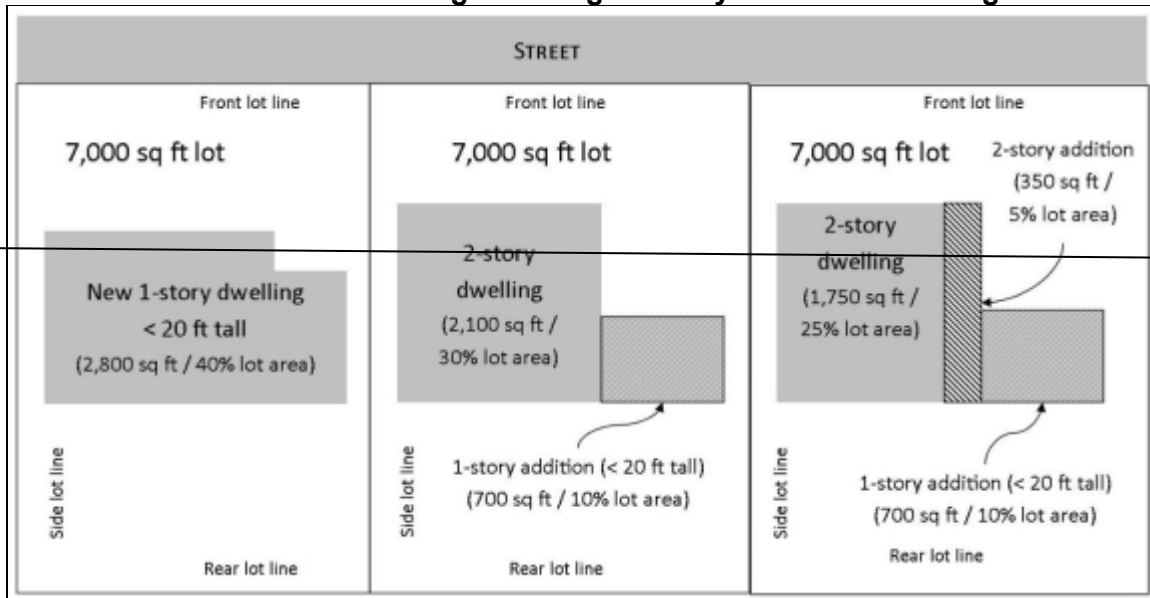 STREET
Front lot line
7,000 sq ft lot
New 1-story dwelling
< 20 ft tall
(2,800 sq ft / 40% lot area)
Side lot line
Rear lot line
Front lot line
7,000 sq ft lot
2-story
dwelling
(2,100 sq ft /
30% lot area)
1-story addition (< 20 ft tall)
(700 sq ft / 10% lot area)
Side lot line
Rear lot line
Front lot line
7,000 sq ft lot
2-story addition
(350 sq ft /
5% lot area)
2-story
dwelling
(1,750 sq ft /
25% lot area)
1-story addition (< 20 ft tall)
(700 sq ft / 10% lot area)
Side lot line
Rear lot line